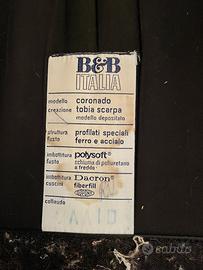 B&B
ITALIA
modello coronado
creazione tobia scarpa
modello depositato
struttura profilati speciali
fusto ferro e acciaio
imbottitura polysoft®
fusto schiuma di poliuretano
a freddo
imbottitura Dacron®
cuscini fiberfill
DUPONT
collaudo
subito